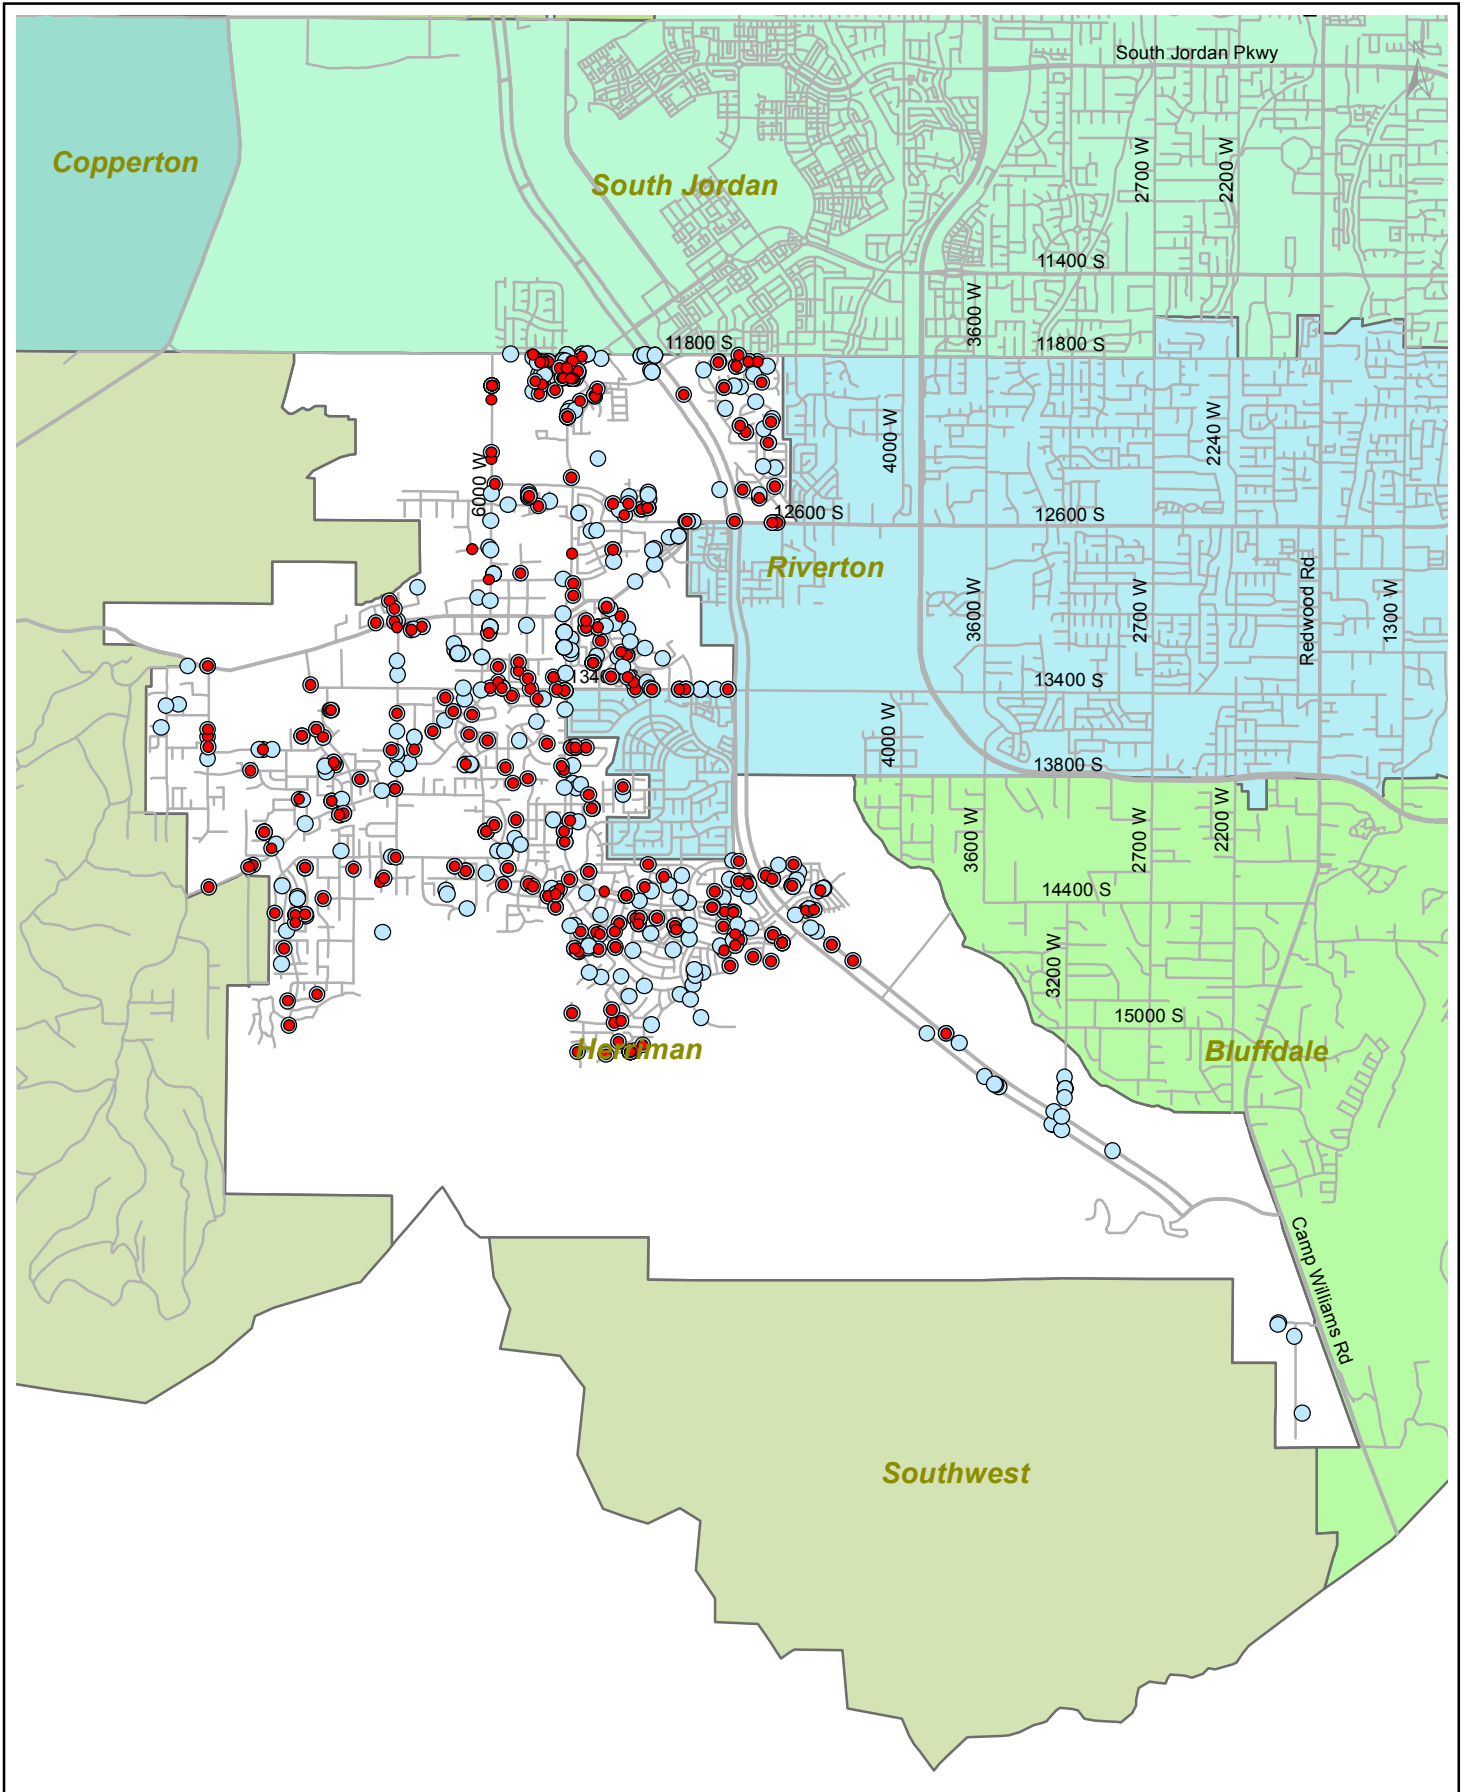 South Jordan Pkwy
N
Copperton
South Jordan
2700 W
2200 W
11400 S
3600 W
11800 S
11800 S
4000 W
2240 W
6000 W
12600 S
12600 S
Riverton
3600 W
2700 W
Redwood Rd
1300 W
13400 S
4000 W
13800 S
3600 W
2700 W
2200 W
14400 S
3200 W
15000 S
Herriman
Bluffdale
Camp Williams Rd
Southwest